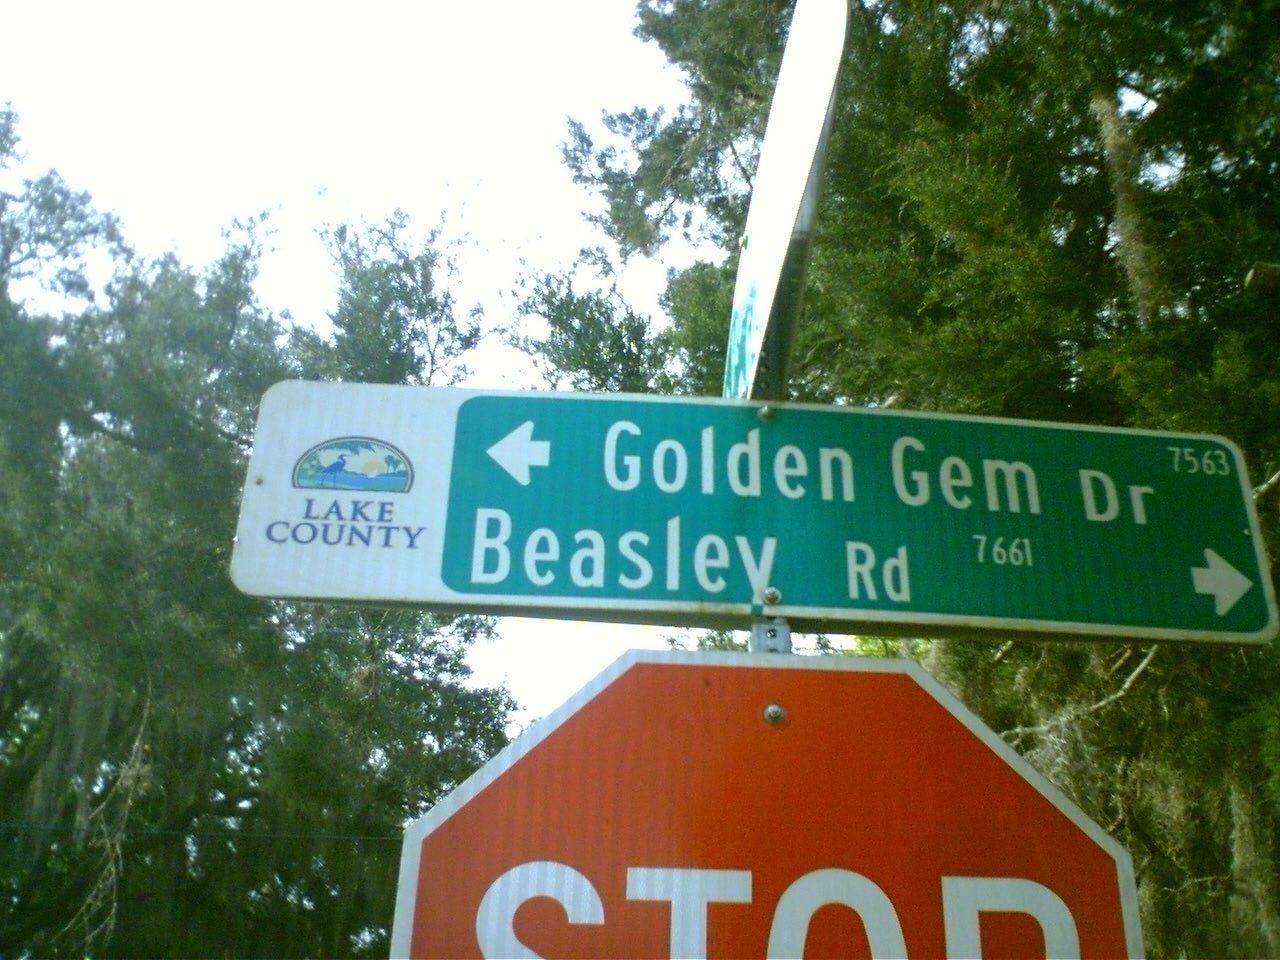 LAKE
COUNTY
Golden Gem Dr 7563
Beasley Rd 7661
STOP